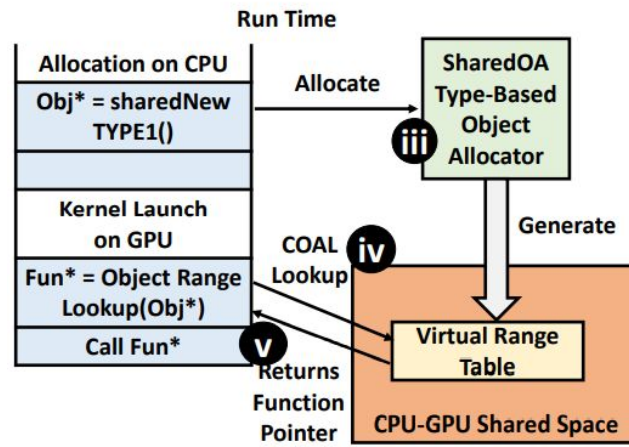 Run Time
Allocation on CPU
Obj* = sharedNew
TYPE1()
Allocate
SharedOA
Type-Based
Object
Allocator
iii
Kernel Launch
on GPU
Generate
iv
COAL
Lookup
Fun* = Object Range
Lookup(Obj*)
Call Fun*
v
Returns
Function
Pointer
Virtual Range
Table
CPU-GPU Shared Space